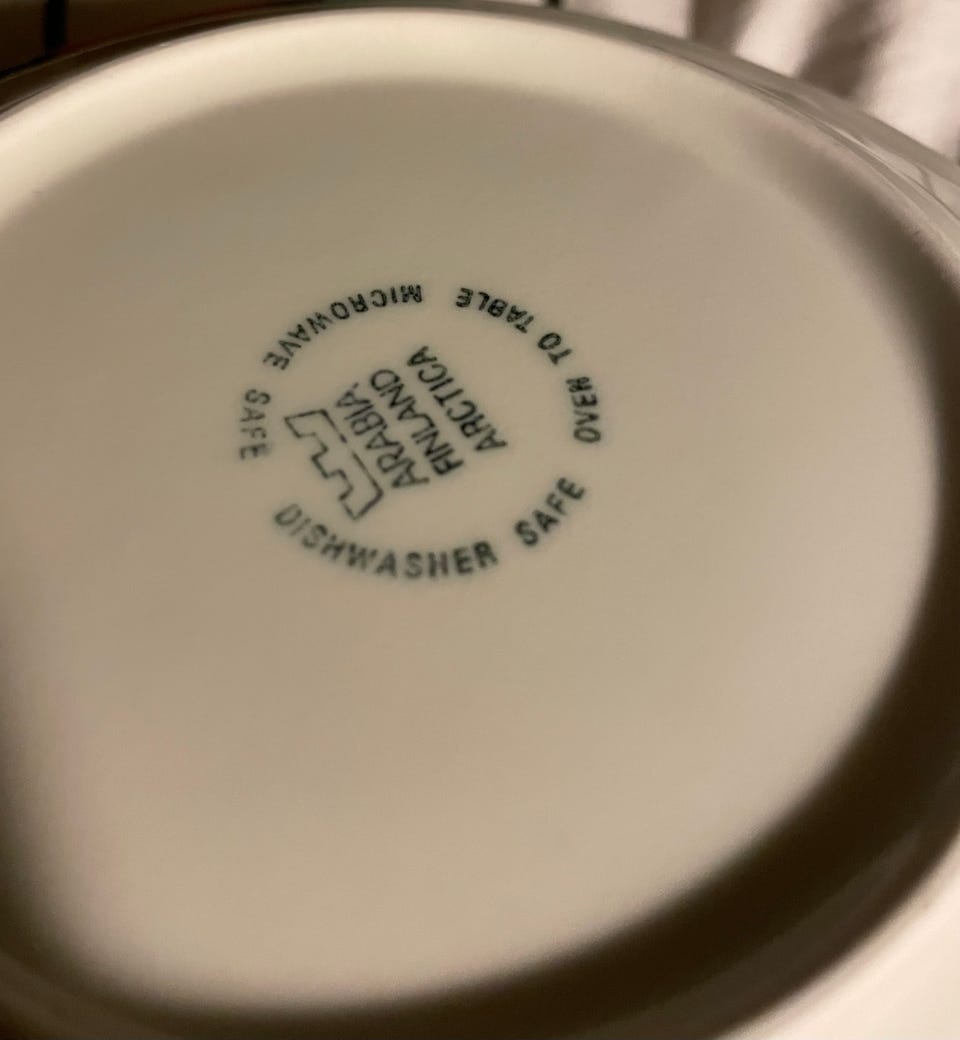 ARABIA
FINLAND
ARCTICA
OVEN TO TABLE
MICROWAVE SAFE
DISHWASHER SAFE